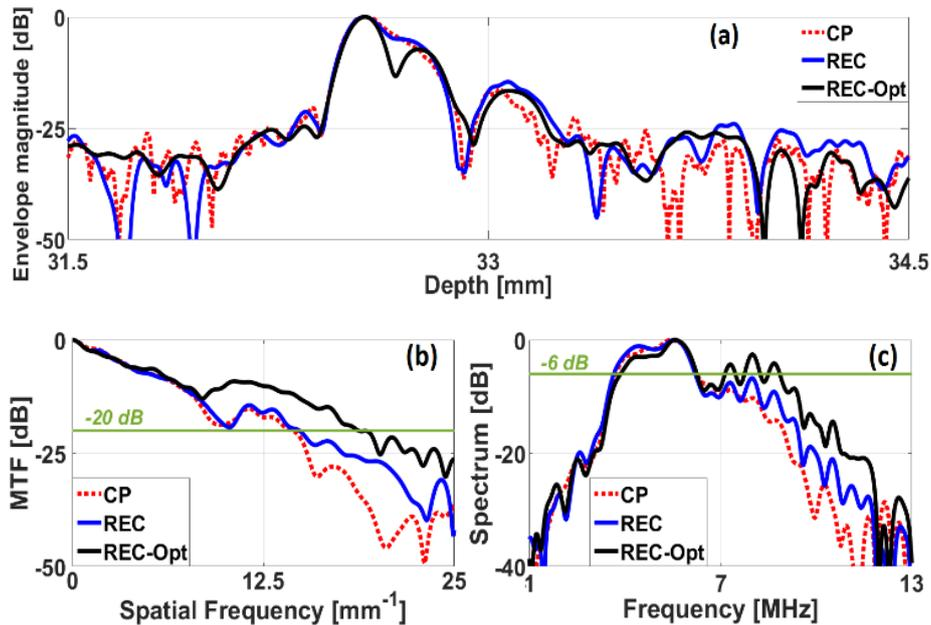 0
(a)
CP
REC
REC-Opt
-25
-50
Envelope magnitude [dB]
31.5
33
34.5
Depth [mm]
0
(b)
-20 dB
-25
CP
REC
REC-Opt
-50
MTF [dB]
0
12.5
25
Spatial Frequency [mm-1]
0
(c)
-6 dB
-20
CP
REC
REC-Opt
-40
Spectrum [dB]
1
7
13
Frequency [MHz]